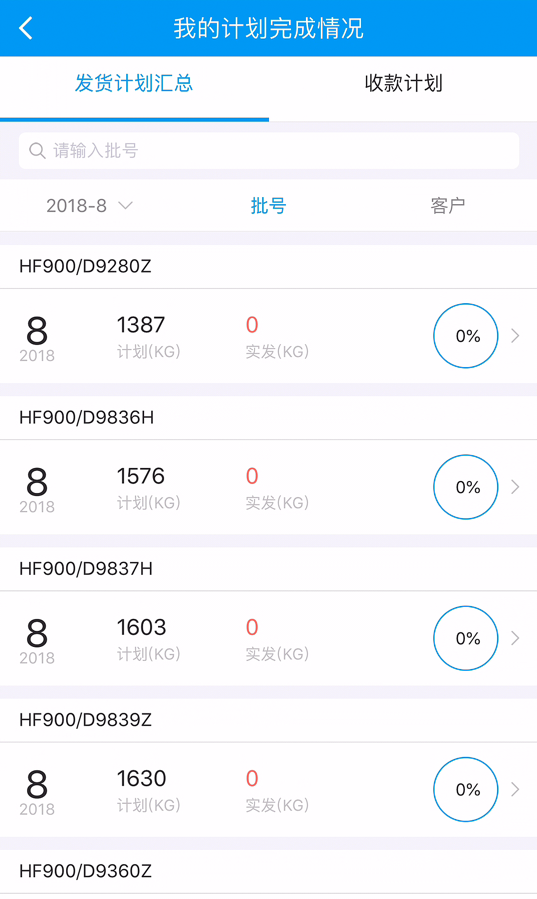 我的计划完成情况
发货计划汇总 收款计划
请输入批号
2018-8 批号 客户
HF900/D9280Z
8 1387 0 0%
2018 计划(KG) 实发(KG)
HF900/D9836H
8 1576 0 0%
2018 计划(KG) 实发(KG)
HF900/D9837H
8 1603 0 0%
2018 计划(KG) 实发(KG)
HF900/D9839Z
8 1630 0 0%
2018 计划(KG) 实发(KG)
HF900/D9360Z